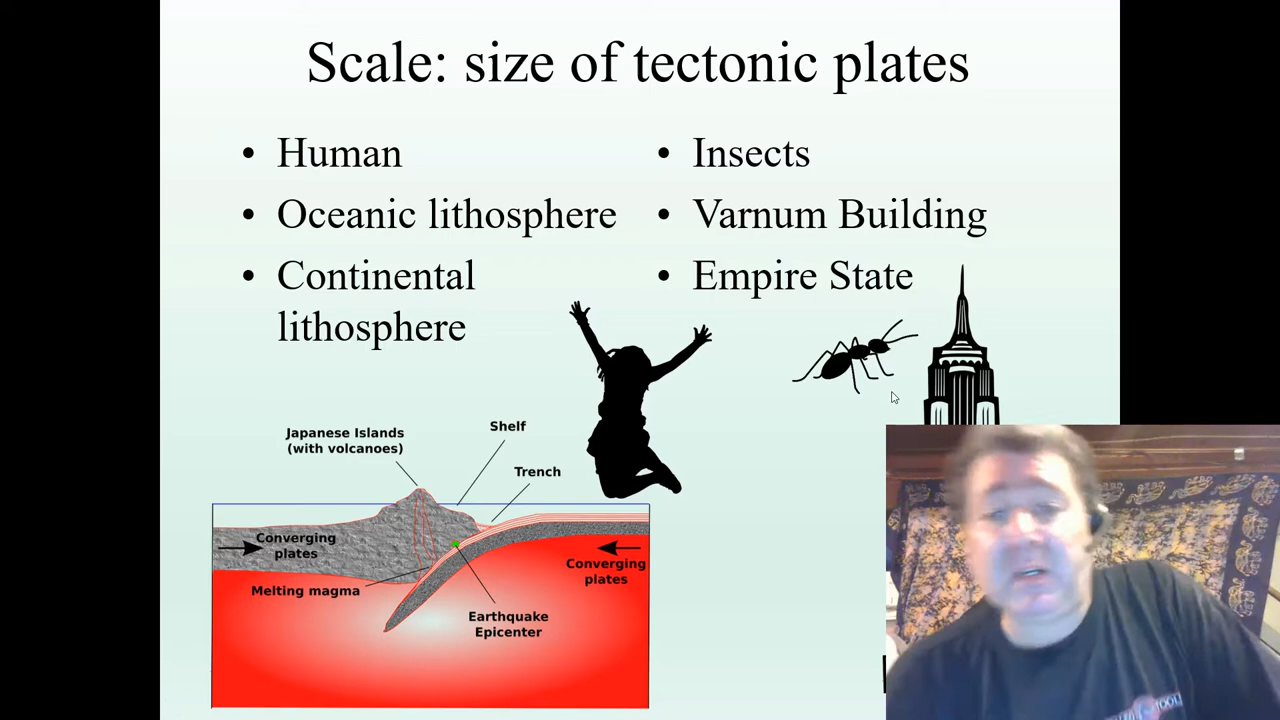 Scale: size of tectonic plates
• Human
• Oceanic lithosphere
• Continental
lithosphere
• Insects
• Varnum Building
• Empire State
Japanese Islands
(with volcanoes)
Shelf
Trench
Converging
plates
Converging
plates
Melting magma
Earthquake
Epicenter